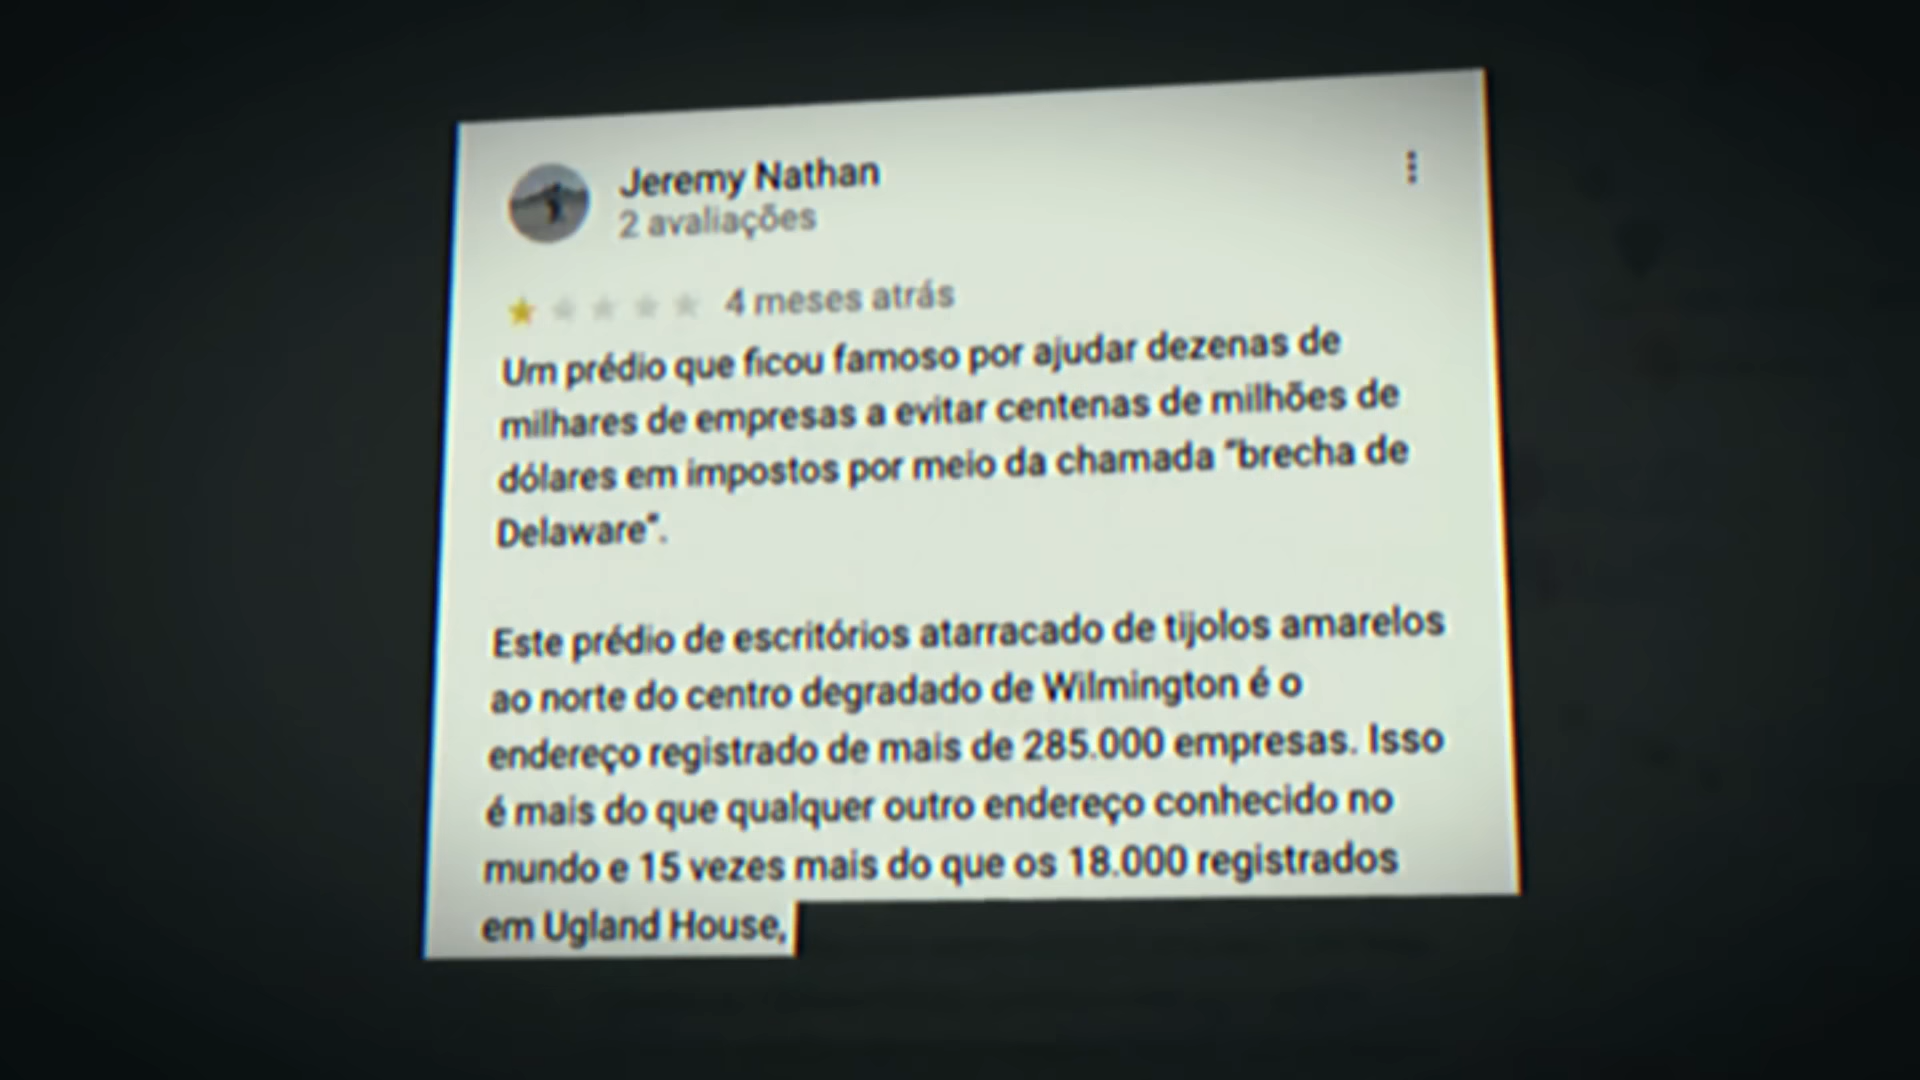 Jeremy Nathan
2 avaliações
4 meses atrás
Um prédio que ficou famoso por ajudar dezenas de
milhares de empresas a evitar centenas de milhões de
dólares em impostos por meio da chamada "brecha de
Delaware".
Este prédio de escritórios atarracado de tijolos amarelos
ao norte do centro degradado de Wilmington é o
endereço registrado de mais de 285.000 empresas. Isso
é mais do que qualquer outro endereço conhecido no
mundo e 15 vezes mais do que os 18.000 registrados
em Ugland House,